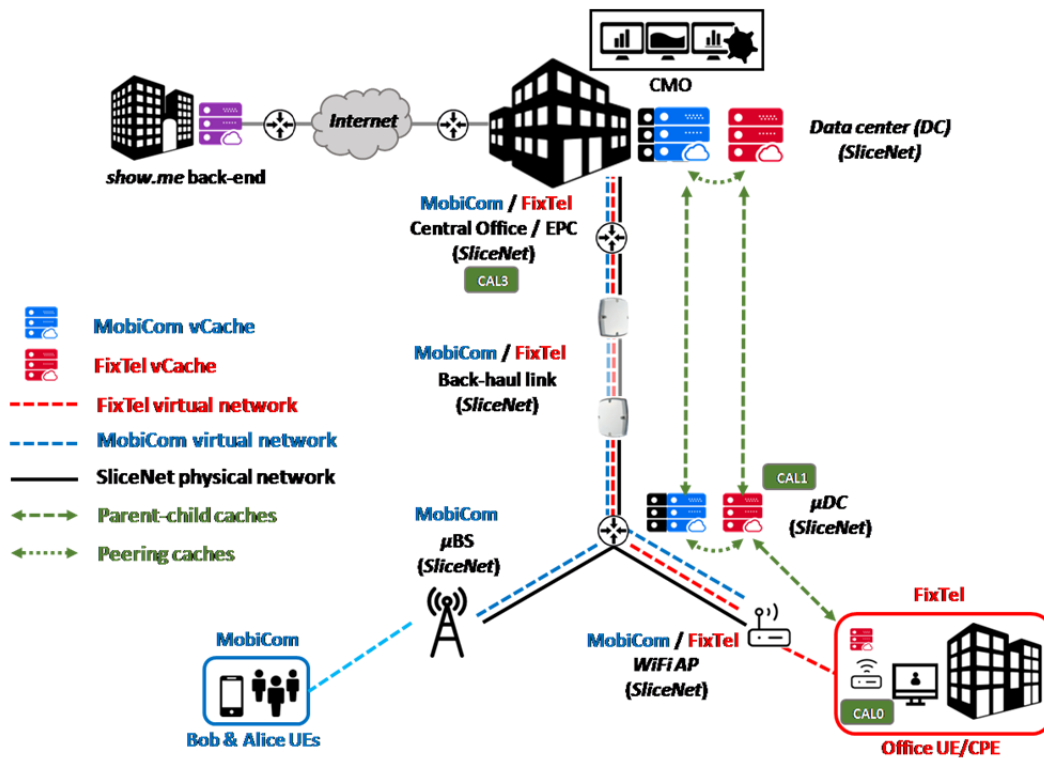 CMO
Internet
Data center (DC)
(SliceNet)
show.me back-end
MobiCom / FixTel
Central Office / EPC
(SliceNet)
CAL3
MobiCom vCache
FixTel vCache
FixTel virtual network
MobiCom virtual network
SliceNet physical network
Parent-child caches
Peering caches
MobiCom / FixTel
Back-haul link
(SliceNet)
CAL1
μDC
(SliceNet)
MobiCom
μBS
(SliceNet)
FixTel
MobiCom
MobiCom / FixTel
WiFi AP
(SliceNet)
CAL0
Bob & Alice UEs
Office UE/CPE